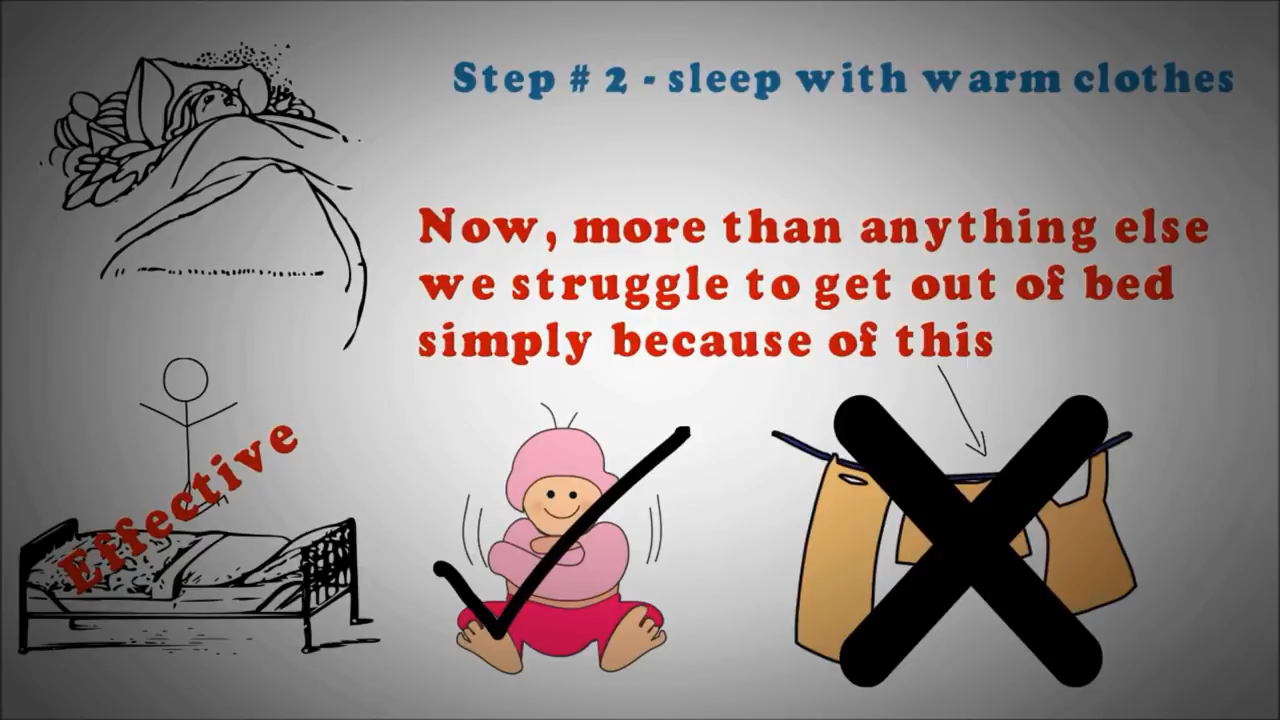 Step # 2 - sleep with warm clothes
Now, more than anything else
we struggle to get out of bed
simply because of this
Effective